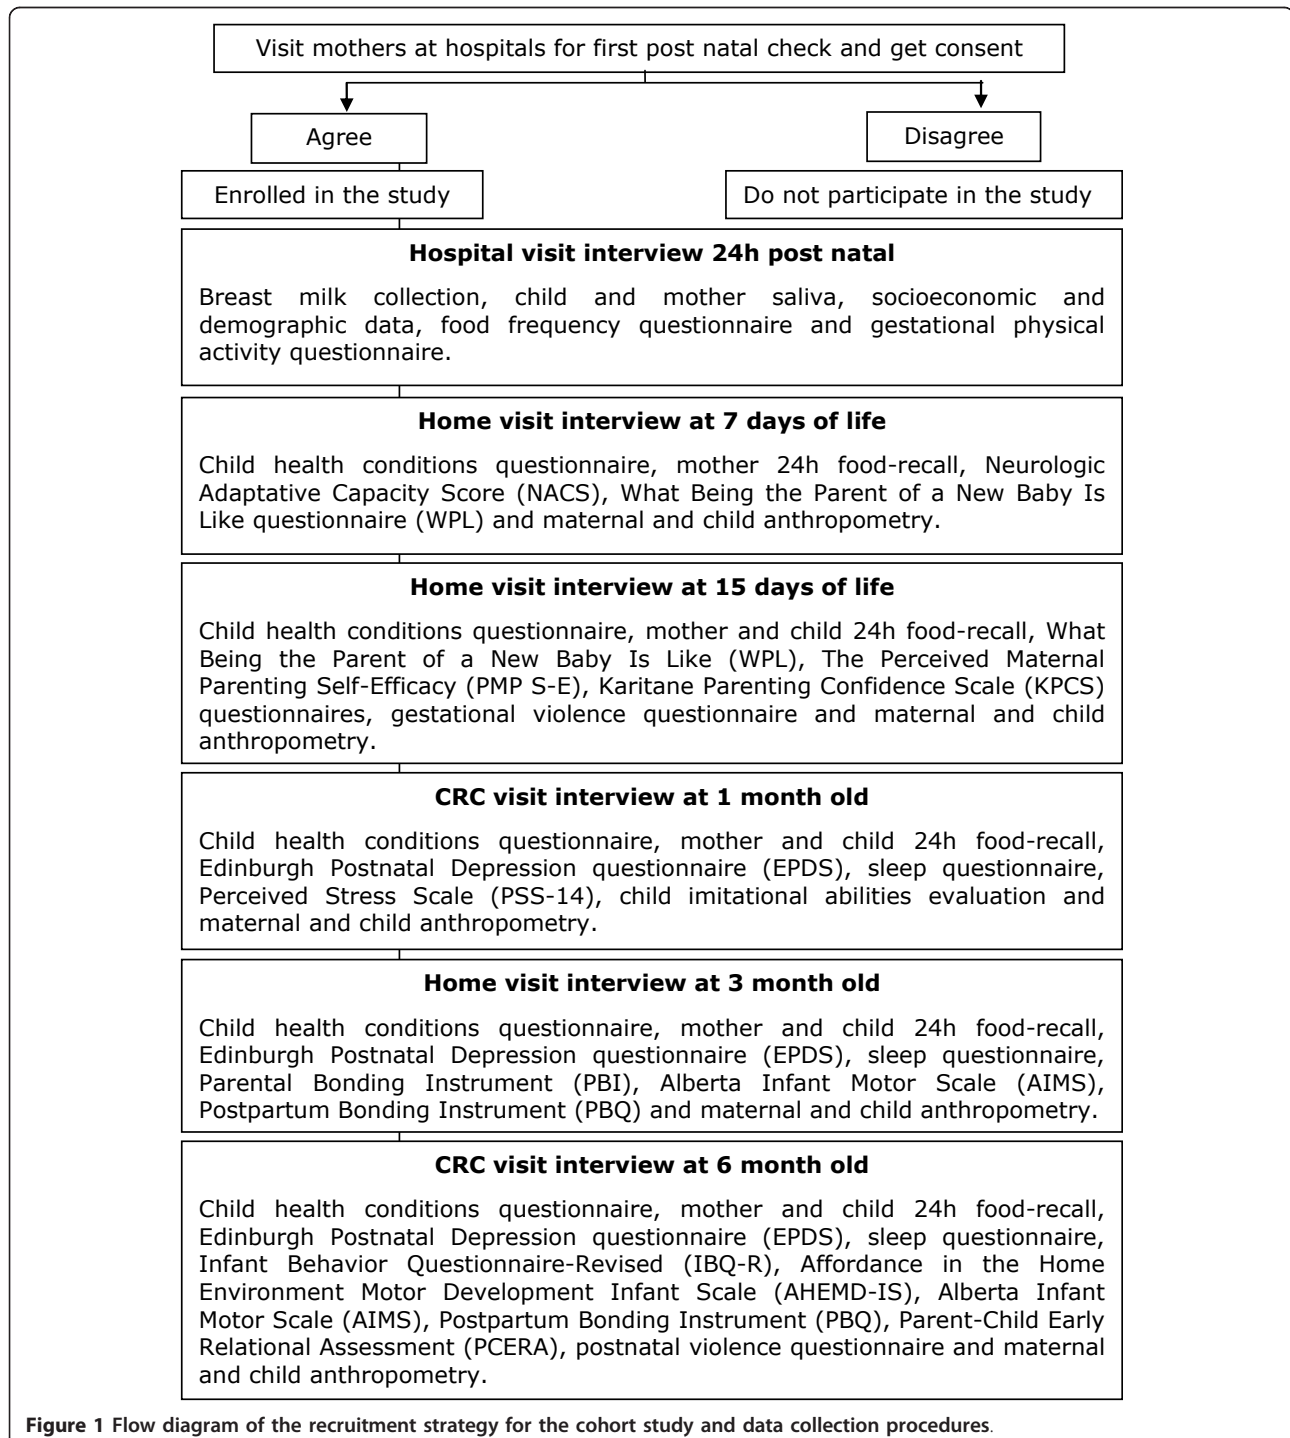 Visit mothers at hospitals for first post natal check and get consent
Agree
Disagree
Enrolled in the study
Do not participate in the study
Hospital visit interview 24h post natal
Breast milk collection, child and mother saliva, socioeconomic and
demographic data, food frequency questionnaire and gestational physical
activity questionnaire.
Home visit interview at 7 days of life
Child health conditions questionnaire, mother 24h food-recall, Neurologic
Adaptative Capacity Score (NACS), What Being the Parent of a New Baby Is
Like questionnaire (WPL) and maternal and child anthropometry.
Home visit interview at 15 days of life
Child health conditions questionnaire, mother and child 24h food-recall, What
Being the Parent of a New Baby Is Like (WPL), The Perceived Maternal
Parenting Self-Efficacy (PMP S-E), Karitane Parenting Confidence Scale (KPCS)
questionnaires, gestational violence questionnaire and maternal and child
anthropometry.
CRC visit interview at 1 month old
Child health conditions questionnaire, mother and child 24h food-recall,
Edinburgh Postnatal Depression questionnaire (EPDS), sleep questionnaire,
Perceived Stress Scale (PSS-14), child imitational abilities evaluation and
maternal and child anthropometry.
Home visit interview at 3 month old
Child health conditions questionnaire, mother and child 24h food-recall,
Edinburgh Postnatal Depression questionnaire (EPDS), sleep questionnaire,
Parental Bonding Instrument (PBI), Alberta Infant Motor Scale (AIMS),
Postpartum Bonding Instrument (PBQ) and maternal and child anthropometry.
CRC visit interview at 6 month old
Child health conditions questionnaire, mother and child 24h food-recall,
Edinburgh Postnatal Depression questionnaire (EPDS), sleep questionnaire,
Infant Behavior Questionnaire-Revised (IBQ-R), Affordance in the Home
Environment Motor Development Infant Scale (AHEMD-IS), Alberta Infant
Motor Scale (AIMS), Postpartum Bonding Instrument (PBQ), Parent-Child Early
Relational Assessment (PCERA), postnatal violence questionnaire and maternal
and child anthropometry.
Figure 1 Flow diagram of the recruitment strategy for the cohort study and data collection procedures.